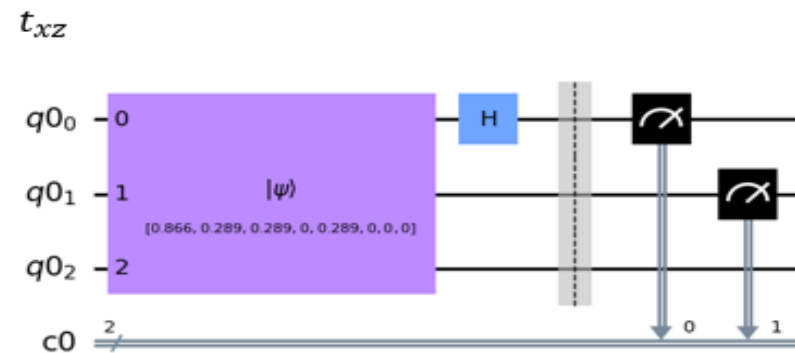 t_xz
q0_0 0 H
q0_1 1 |ψ⟩
[0.866, 0.289, 0.289, 0, 0.289, 0, 0, 0]
q0_2 2
c0 2 0 1